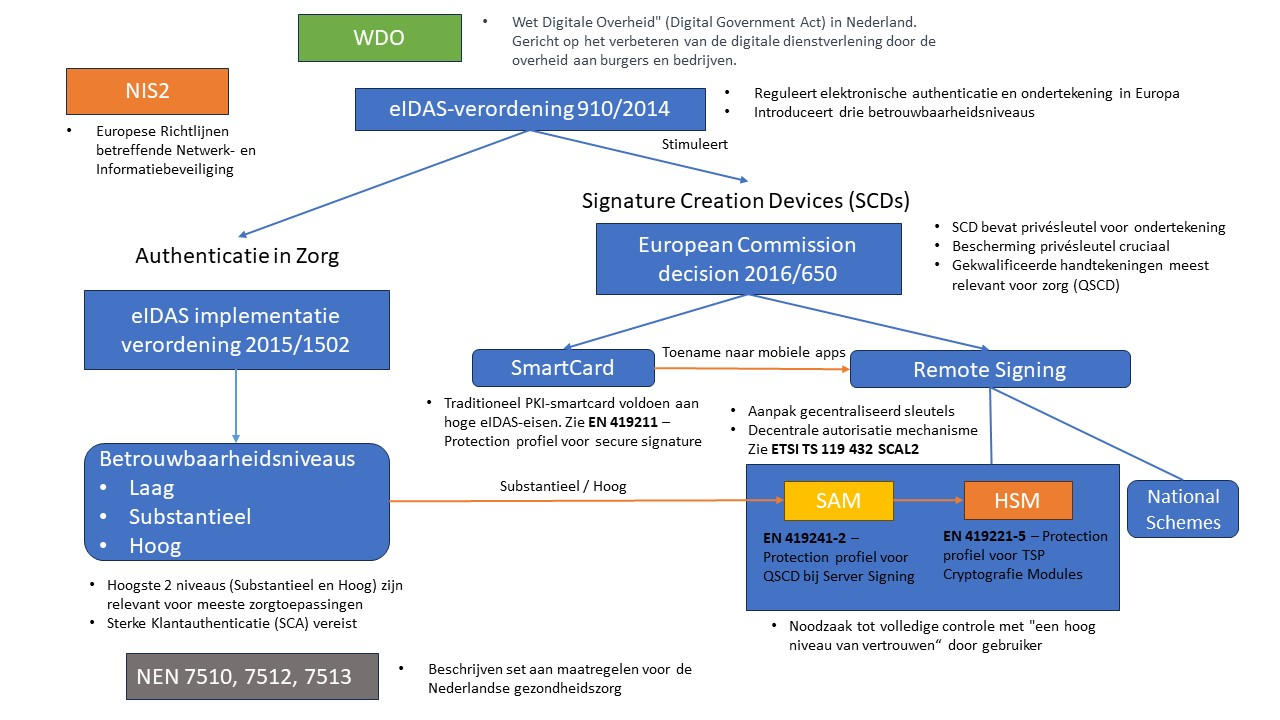 WDO
• Wet Digitale Overheid" (Digital Government Act) in Nederland.
Gericht op het verbeteren van de digitale dienstverlening door de
overheid aan burgers en bedrijven.
NIS2
• Europese Richtlijnen
betreffende Netwerk- en
Informatiebeveiliging
eIDAS-verordening 910/2014
• Reguleert elektronische authenticatie en ondertekening in Europa
• Introduceert drie betrouwbaarheidsniveaus
Stimuleert
Signature Creation Devices (SCDs)
European Commission
decision 2016/650
• SCD bevat privésleutel voor ondertekening
• Bescherming privésleutel cruciaal
• Gekwalificeerde handtekeningen meest
relevant voor zorg (QSCD)
Authenticatie in Zorg
eIDAS implementatie
verordening 2015/1502
SmartCard
Toename naar mobiele apps
Remote Signing
• Traditioneel PKI-smartcard voldoen aan
hoge eIDAS-eisen. Zie EN 419211 –
Protection profiel voor secure signature
• Aanpak gecentraliseerd sleutels
• Decentrale autorisatie mechanisme
Zie ETSI TS 119 432 SCAL2
Betrouwbaarheidsniveaus
• Laag
• Substantieel
• Hoog
Substantieel / Hoog
SAM
HSM
EN 419241-2 –
Protection profiel voor
QSCD bij Server Signing
EN 419221-5 – Protection
profiel voor TSP
Cryptografie Modules
National
Schemes
• Hoogste 2 niveaus (Substantieel en Hoog) zijn
relevant voor meeste zorgtoepassingen
• Sterke Klantauthenticatie (SCA) vereist
• Noodzaak tot volledige controle met "een hoog
niveau van vertrouwen“ door gebruiker
NEN 7510, 7512, 7513
• Beschrijven set aan maatregelen voor de
Nederlandse gezondheidszorg